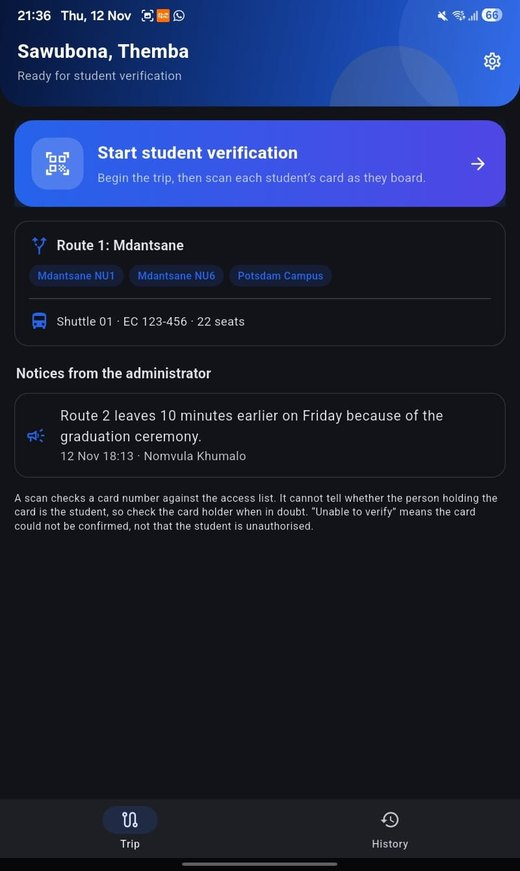 21:36 Thu, 12 Nov 66
Sawubona, Themba
Ready for student verification
Start student verification
Begin the trip, then scan each student's card as they board.
Route 1: Mdantsane
Mdantsane NU1 Mdantsane NU6 Potsdam Campus
Shuttle 01 · EC 123-456 · 22 seats
Notices from the administrator
Route 2 leaves 10 minutes earlier on Friday because of the
graduation ceremony.
12 Nov 18:13 · Nomvula Khumalo
A scan checks a card number against the access list. It cannot tell whether the person holding the
card is the student, so check the card holder when in doubt. “Unable to verify” means the card
could not be confirmed, not that the student is unauthorised.
Trip History